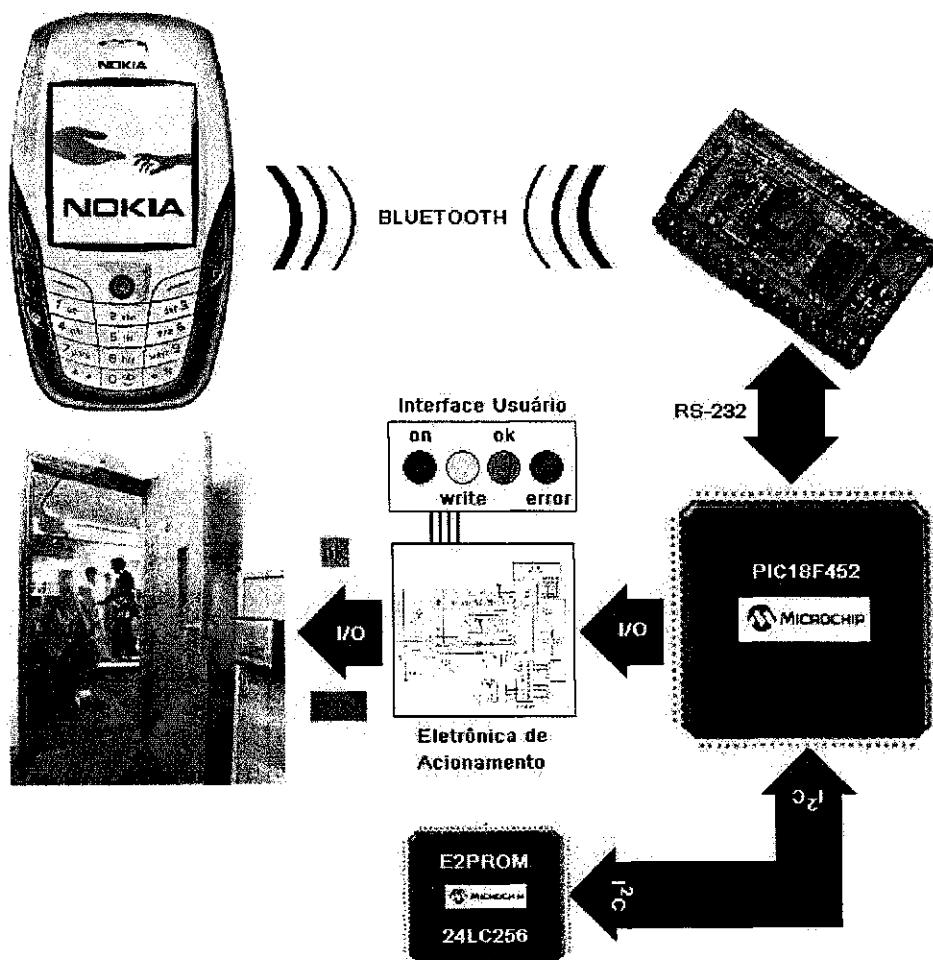 NOKIA
NOKIA
BLUETOOTH
RS-232
Interface Usuário
on ok
write error
PIC18F452
MICROCHIP
I/O
I/O
Eletrônica de
Acionamento
I²C
I²C
E2PROM
MICROCHIP
24LC256